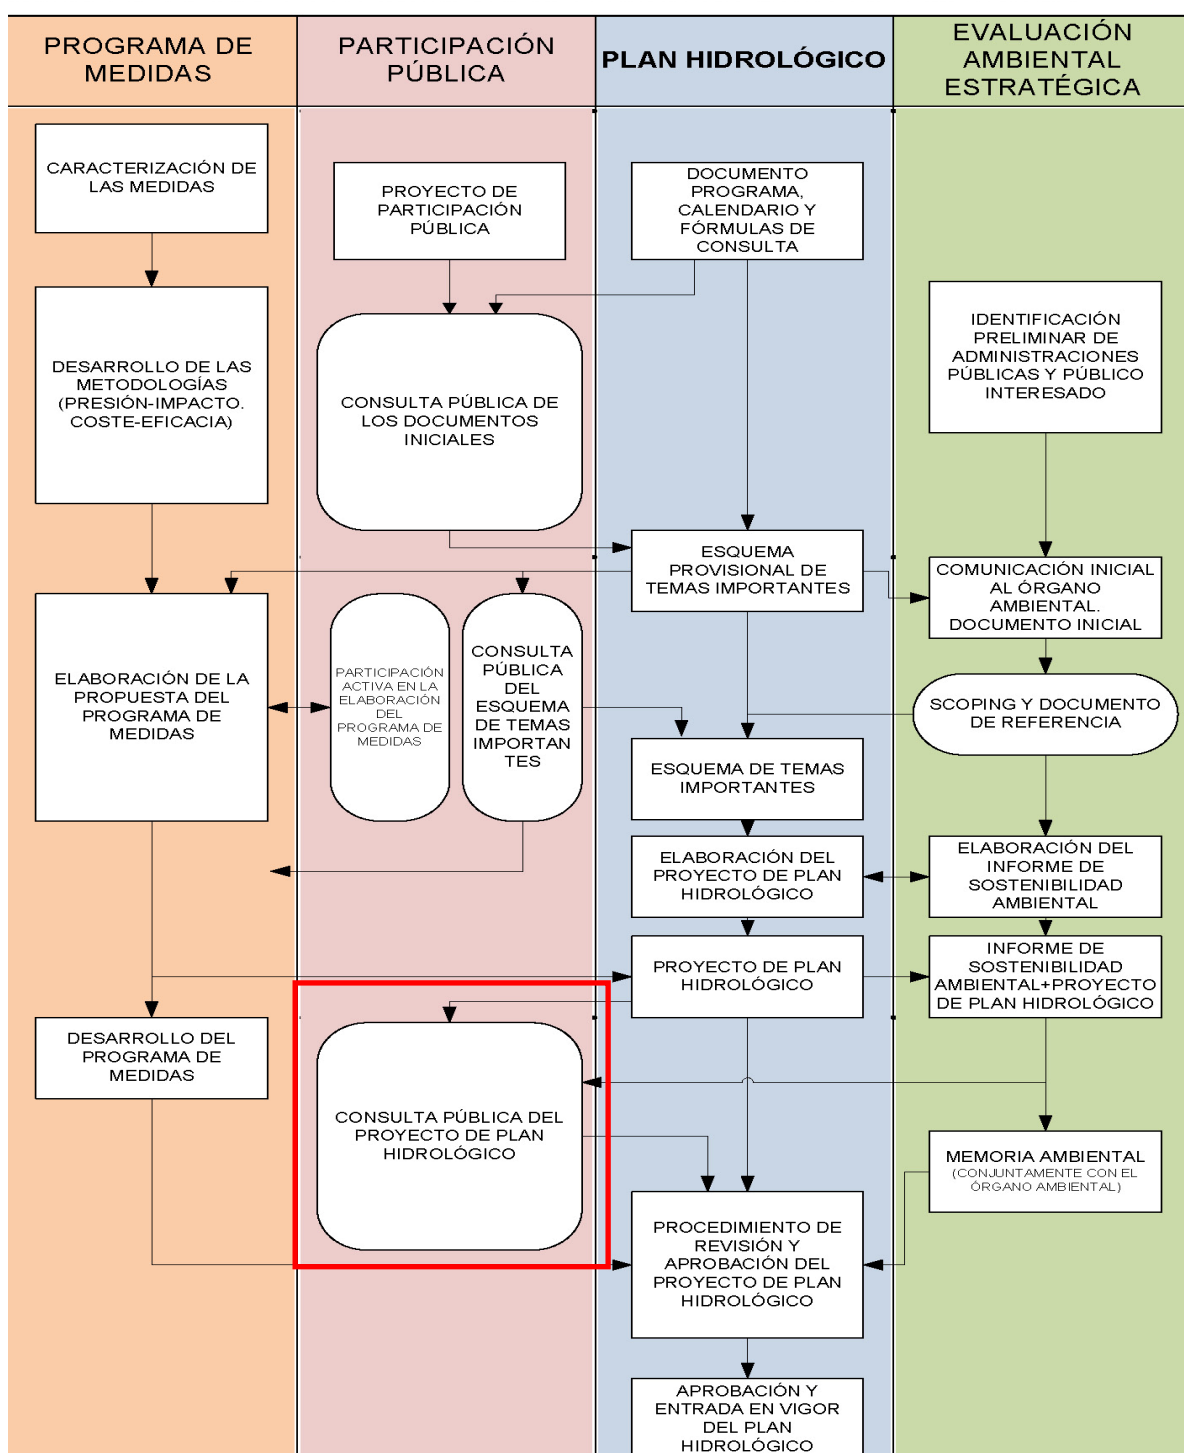 PROGRAMA DE
MEDIDAS
PARTICIPACIÓN
PÚBLICA
PLAN HIDROLÓGICO
EVALUACIÓN
AMBIENTAL
ESTRATÉGICA
CARACTERIZACIÓN DE
LAS MEDIDAS
PROYECTO DE
PARTICIPACIÓN
PÚBLICA
DOCUMENTO
PROGRAMA,
CALENDARIO Y
FÓRMULAS DE
CONSULTA
IDENTIFICACIÓN
PRELIMINAR DE
ADMINISTRACIONES
PÚBLICAS Y PÚBLICO
INTERESADO
DESARROLLO DE LAS
METODOLOGÍAS
(PRESIÓN-IMPACTO.
COSTE-EFICACIA)
CONSULTA PÚBLICA DE
LOS DOCUMENTOS
INICIALES
ESQUEMA
PROVISIONAL DE
TEMAS IMPORTANTES
COMUNICACIÓN INICIAL
AL ÓRGANO
AMBIENTAL.
DOCUMENTO INICIAL
ELABORACIÓN DE LA
PROPUESTA DEL
PROGRAMA DE
MEDIDAS
PARTICIPACIÓN
ACTIVA EN LA
ELABORACIÓN
DEL
PROGRAMA DE
MEDIDAS
CONSULTA
PÚBLICA
DEL
ESQUEMA
DE TEMAS
IMPORTAN
TES
SCOPING Y DOCUMENTO
DE REFERENCIA
ESQUEMA DE TEMAS
IMPORTANTES
ELABORACIÓN DEL
PROYECTO DE PLAN
HIDROLÓGICO
ELABORACIÓN DEL
INFORME DE
SOSTENIBILIDAD
AMBIENTAL
PROYECTO DE PLAN
HIDROLÓGICO
INFORME DE
SOSTENIBILIDAD
AMBIENTAL+PROYECTO
DE PLAN HIDROLÓGICO
DESARROLLO DEL
PROGRAMA DE
MEDIDAS
CONSULTA PÚBLICA DEL
PROYECTO DE PLAN
HIDROLÓGICO
MEMORIA AMBIENTAL
(CONJUNTAMENTE CON EL
ÓRGANO AMBIENTAL)
PROCEDIMIENTO DE
REVISIÓN Y
APROBACIÓN DEL
PROYECTO DE PLAN
HIDROLÓGICO
APROBACIÓN Y
ENTRADA EN VIGOR
DEL PLAN
HIDROLÓGICO